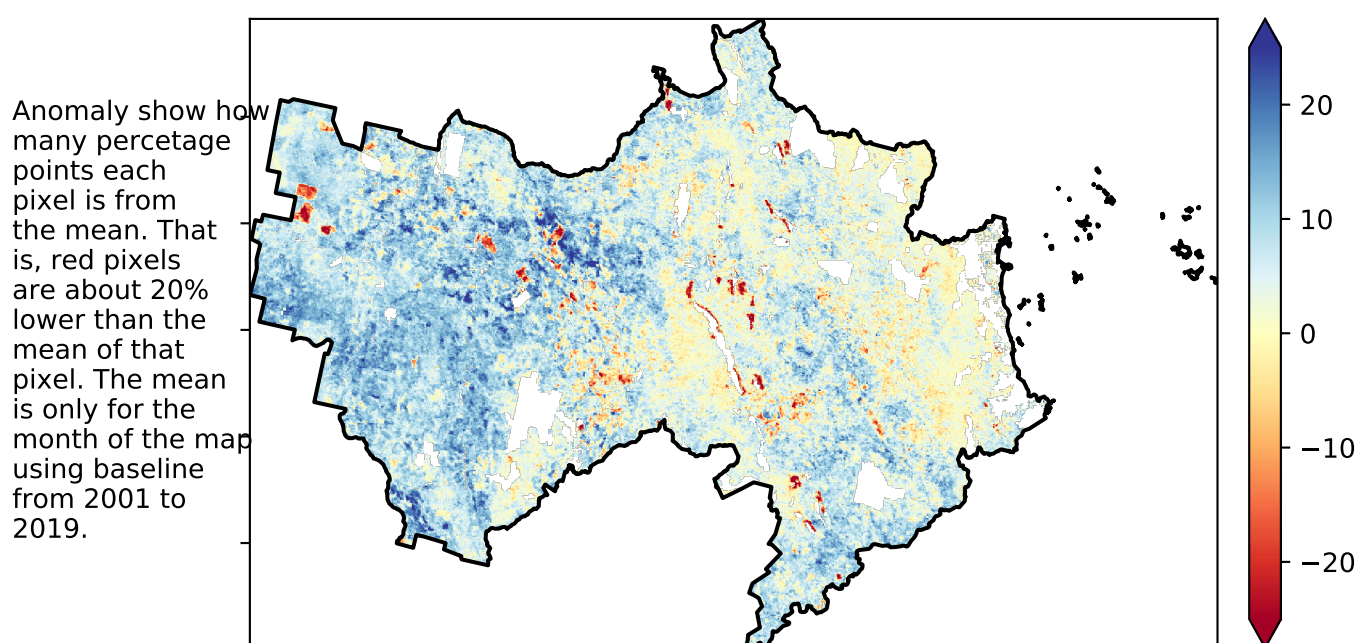 Anomaly show how
many percetage
points each
pixel is from
the mean. That
is, red pixels
are about 20%
lower than the
mean of that
pixel. The mean
is only for the
month of the map
using baseline
from 2001 to
2019.
20
10
0
−10
−20